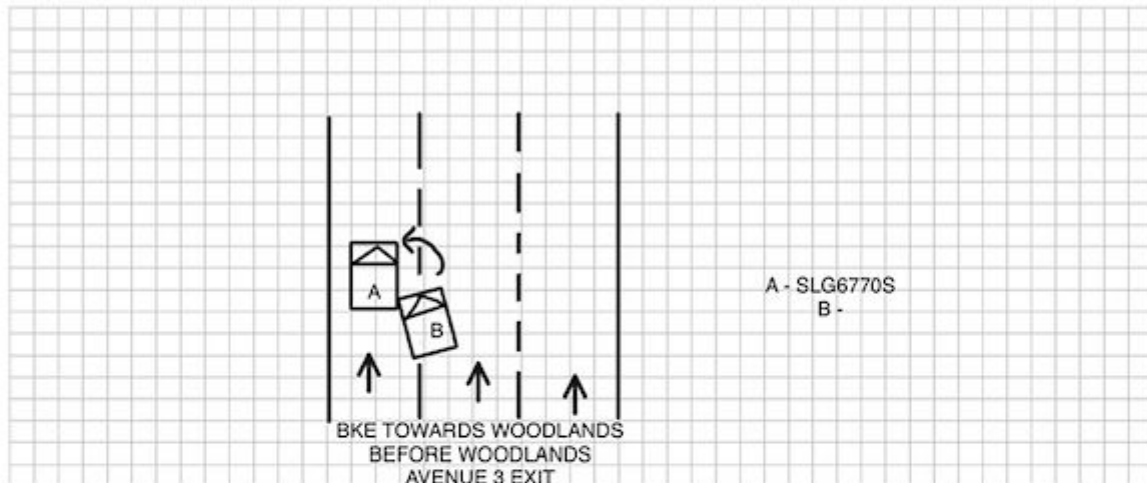 A
B
A - SLG6770S
B -
BKE TOWARDS WOODLANDS
BEFORE WOODLANDS
AVENUE 3 EXIT